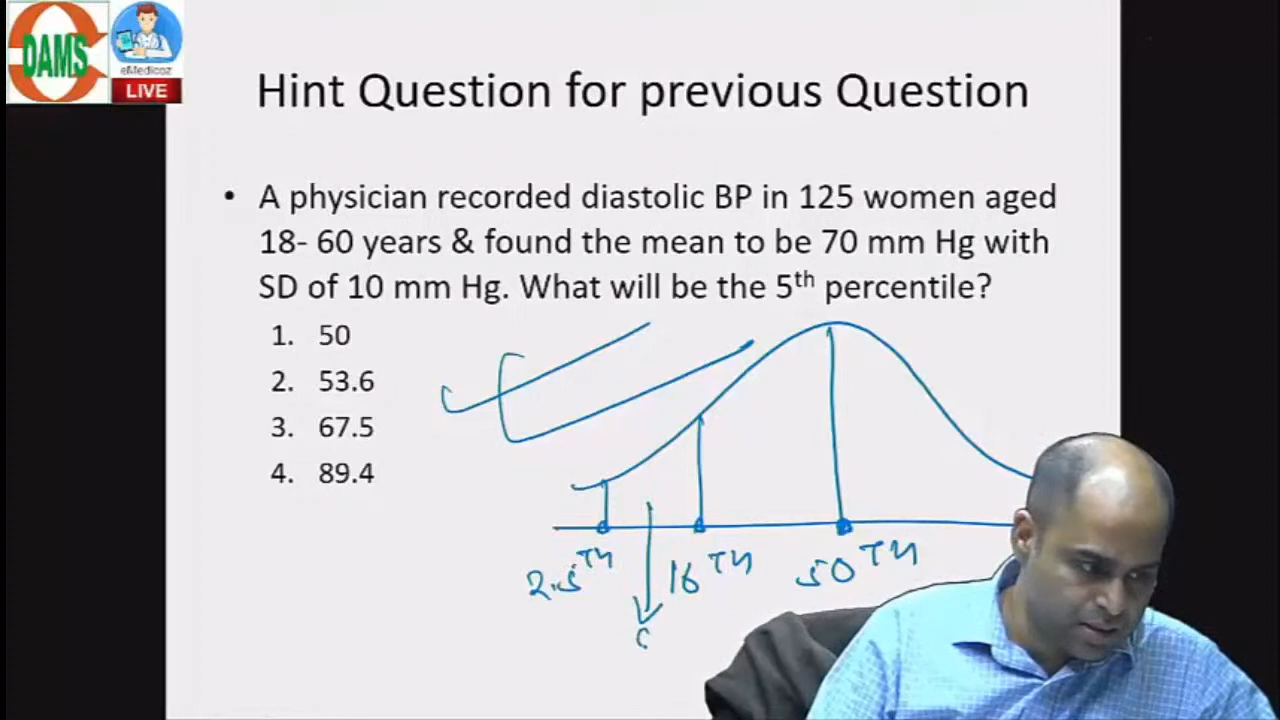 DAMS
eMedicoz
LIVE
Hint Question for previous Question
• A physician recorded diastolic BP in 125 women aged
18- 60 years & found the mean to be 70 mm Hg with
SD of 10 mm Hg. What will be the 5th percentile?
1. 50
2. 53.6
3. 67.5
4. 89.4
2.5TH
16TH
50TH